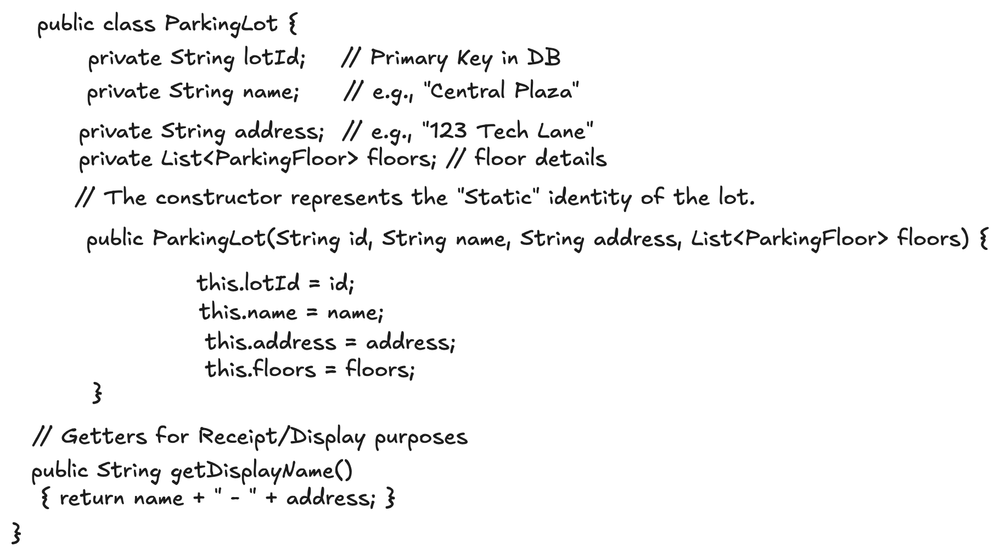 public class ParkingLot {
private String lotId; // Primary Key in DB
private String name; // e.g., "Central Plaza"
private String address; // e.g., "123 Tech Lane"
private List<ParkingFloor> floors; // floor details
// The constructor represents the "Static" identity of the lot.
public ParkingLot(String id, String name, String address, List<ParkingFloor> floors) {
this.lotId = id;
this.name = name;
this.address = address;
this.floors = floors;
}
// Getters for Receipt/Display purposes
public String getDisplayName()
{ return name + " - " + address; }
}